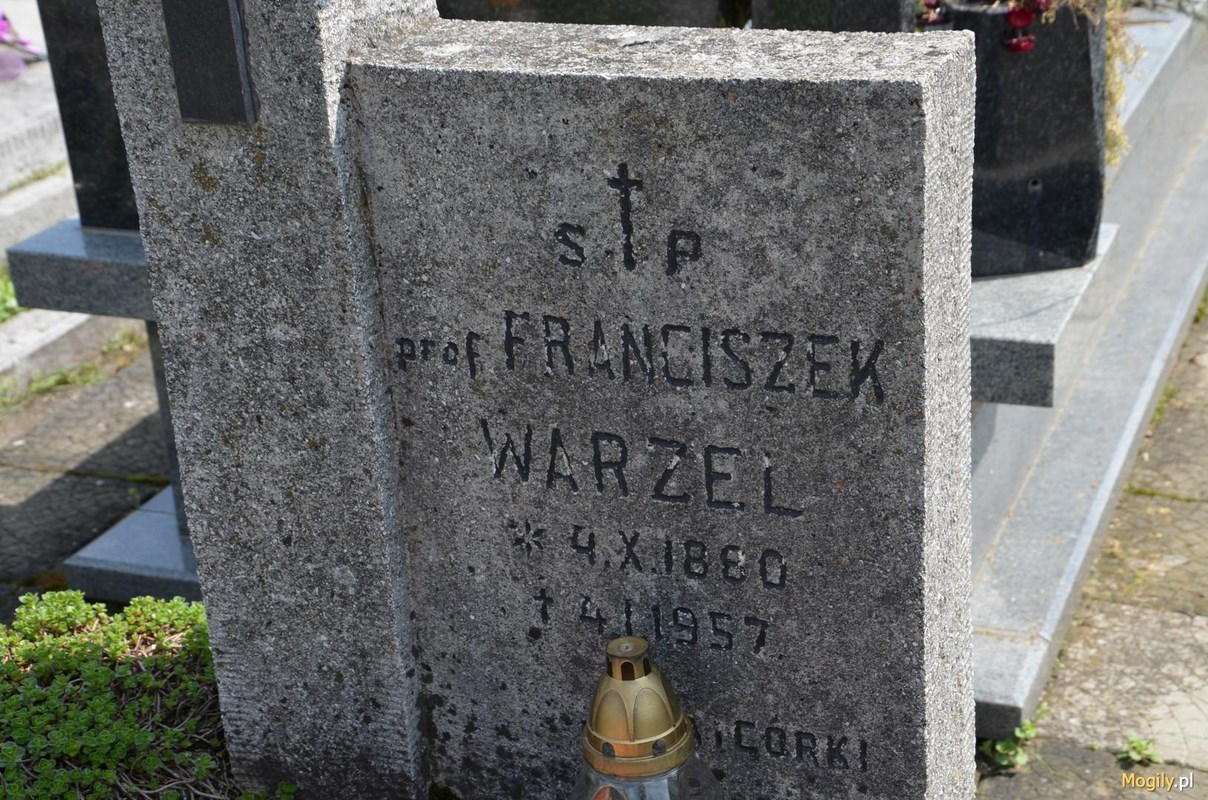 S P
prof FRANCISZEK
WARZEL
* 4.X.1880
† 4.I.1957.
i CÓRKI
Mogily.pl